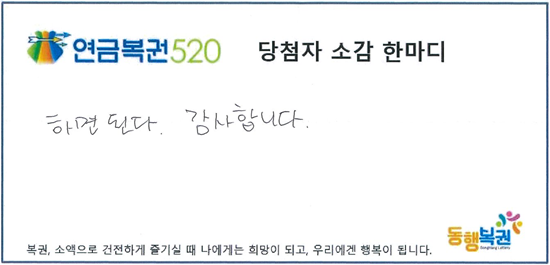 연금복권520 당첨자 소감 한마디
하면 된다. 감사합니다.
동행복권
복권, 소액으로 건전하게 즐기실 때 나에게는 희망이 되고, 우리에겐 행복이 됩니다.